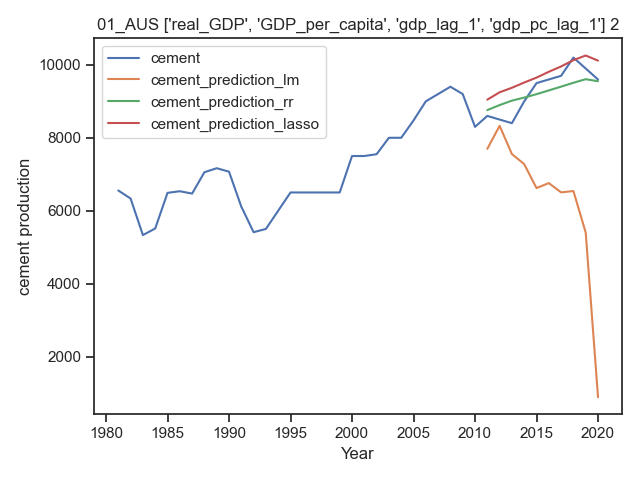 01_AUS ['real_GDP', 'GDP_per_capita', 'gdp_lag_1', 'gdp_pc_lag_1'] 2
cement
cement_prediction_lm
cement_prediction_rr
cement_prediction_lasso
10000
8000
6000
4000
2000
cement production
1980 1985 1990 1995 2000 2005 2010 2015 2020
Year